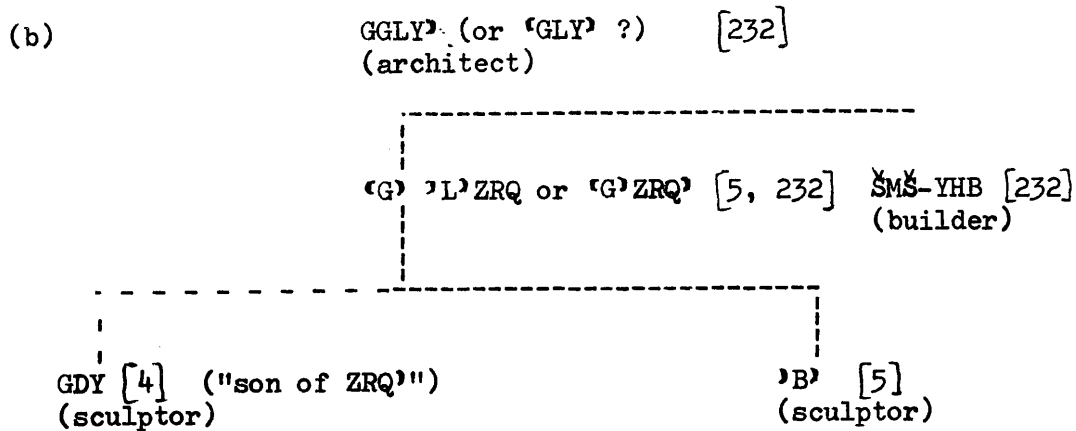 (b) GGLYʾ (or ʿGLYʾ ?) [232]
(architect)
ʿGʾ ʾLʾZRQ or ʿGʾZRQʾ [5, 232] ŠMŠ-YHB [232]
(builder)
GDY [4] ("son of ZRQʾ") ʾBʾ [5]
(sculptor) (sculptor)